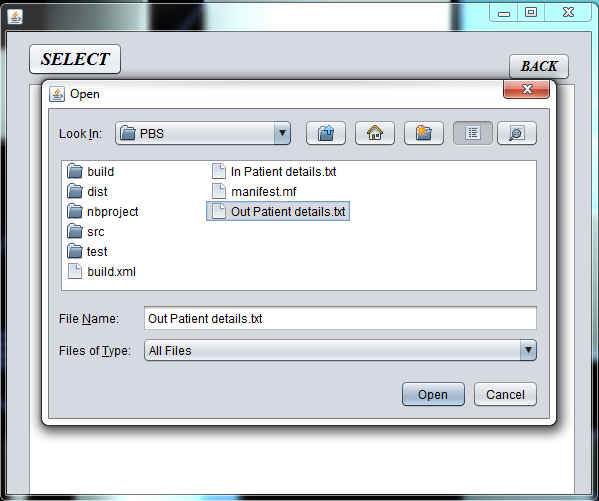 SELECT
BACK
Open
Look In: PBS
build
dist
nbproject
src
test
build.xml
In Patient details.txt
manifest.mf
Out Patient details.txt
File Name: Out Patient details.txt
Files of Type: All Files
Open Cancel